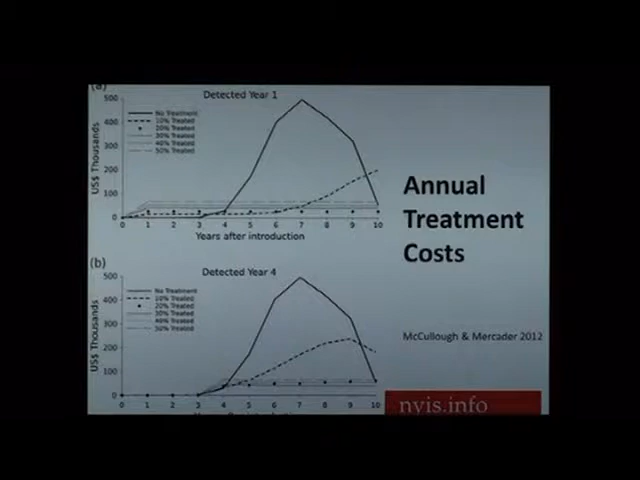 (a)
Detected Year 1
US$ Thousands
500
400
300
200
100
0
No Treatment
10% Treated
20% Treated
30% Treated
40% Treated
50% Treated
0 1 2 3 4 5 6 7 8 9 10
Years after introduction
(b)
Detected Year 4
US$ Thousands
500
400
300
200
100
0
No Treatment
10% Treated
20% Treated
30% Treated
40% Treated
50% Treated
0 1 2 3 4 5 6 7 8 9 10
Annual
Treatment
Costs
McCullough & Mercader 2012
nyis.info